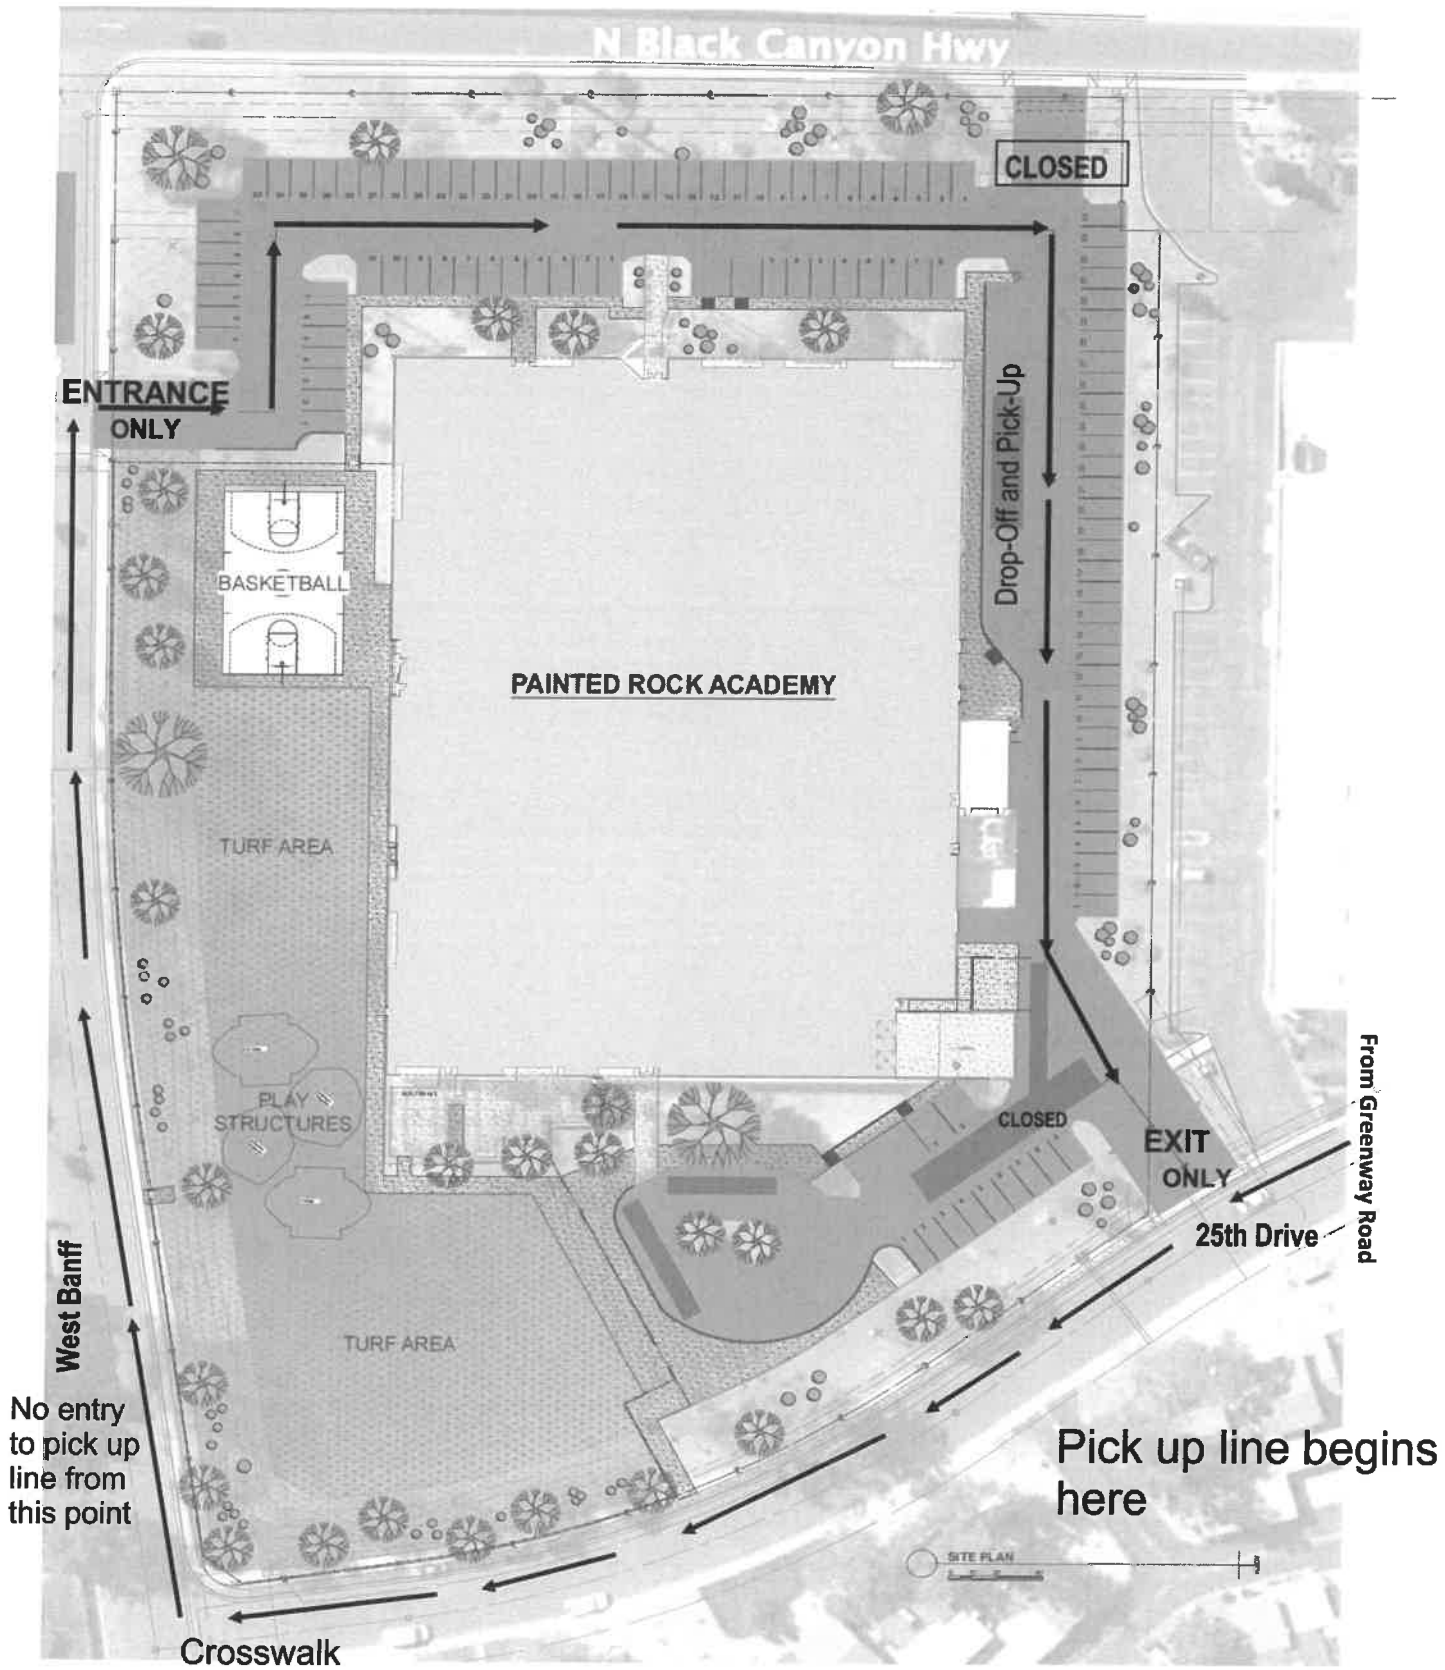 N Black Canyon Hwy
CLOSED
ENTRANCE
ONLY
Drop-Off and Pick-Up
BASKETBALL
PAINTED ROCK ACADEMY
TURF AREA
From Greenway Road
PLAY
STRUCTURES
CLOSED
EXIT
ONLY
25th Drive
West Banff
TURF AREA
No entry
to pick up
line from
this point
Pick up line begins
here
SITE PLAN
Crosswalk